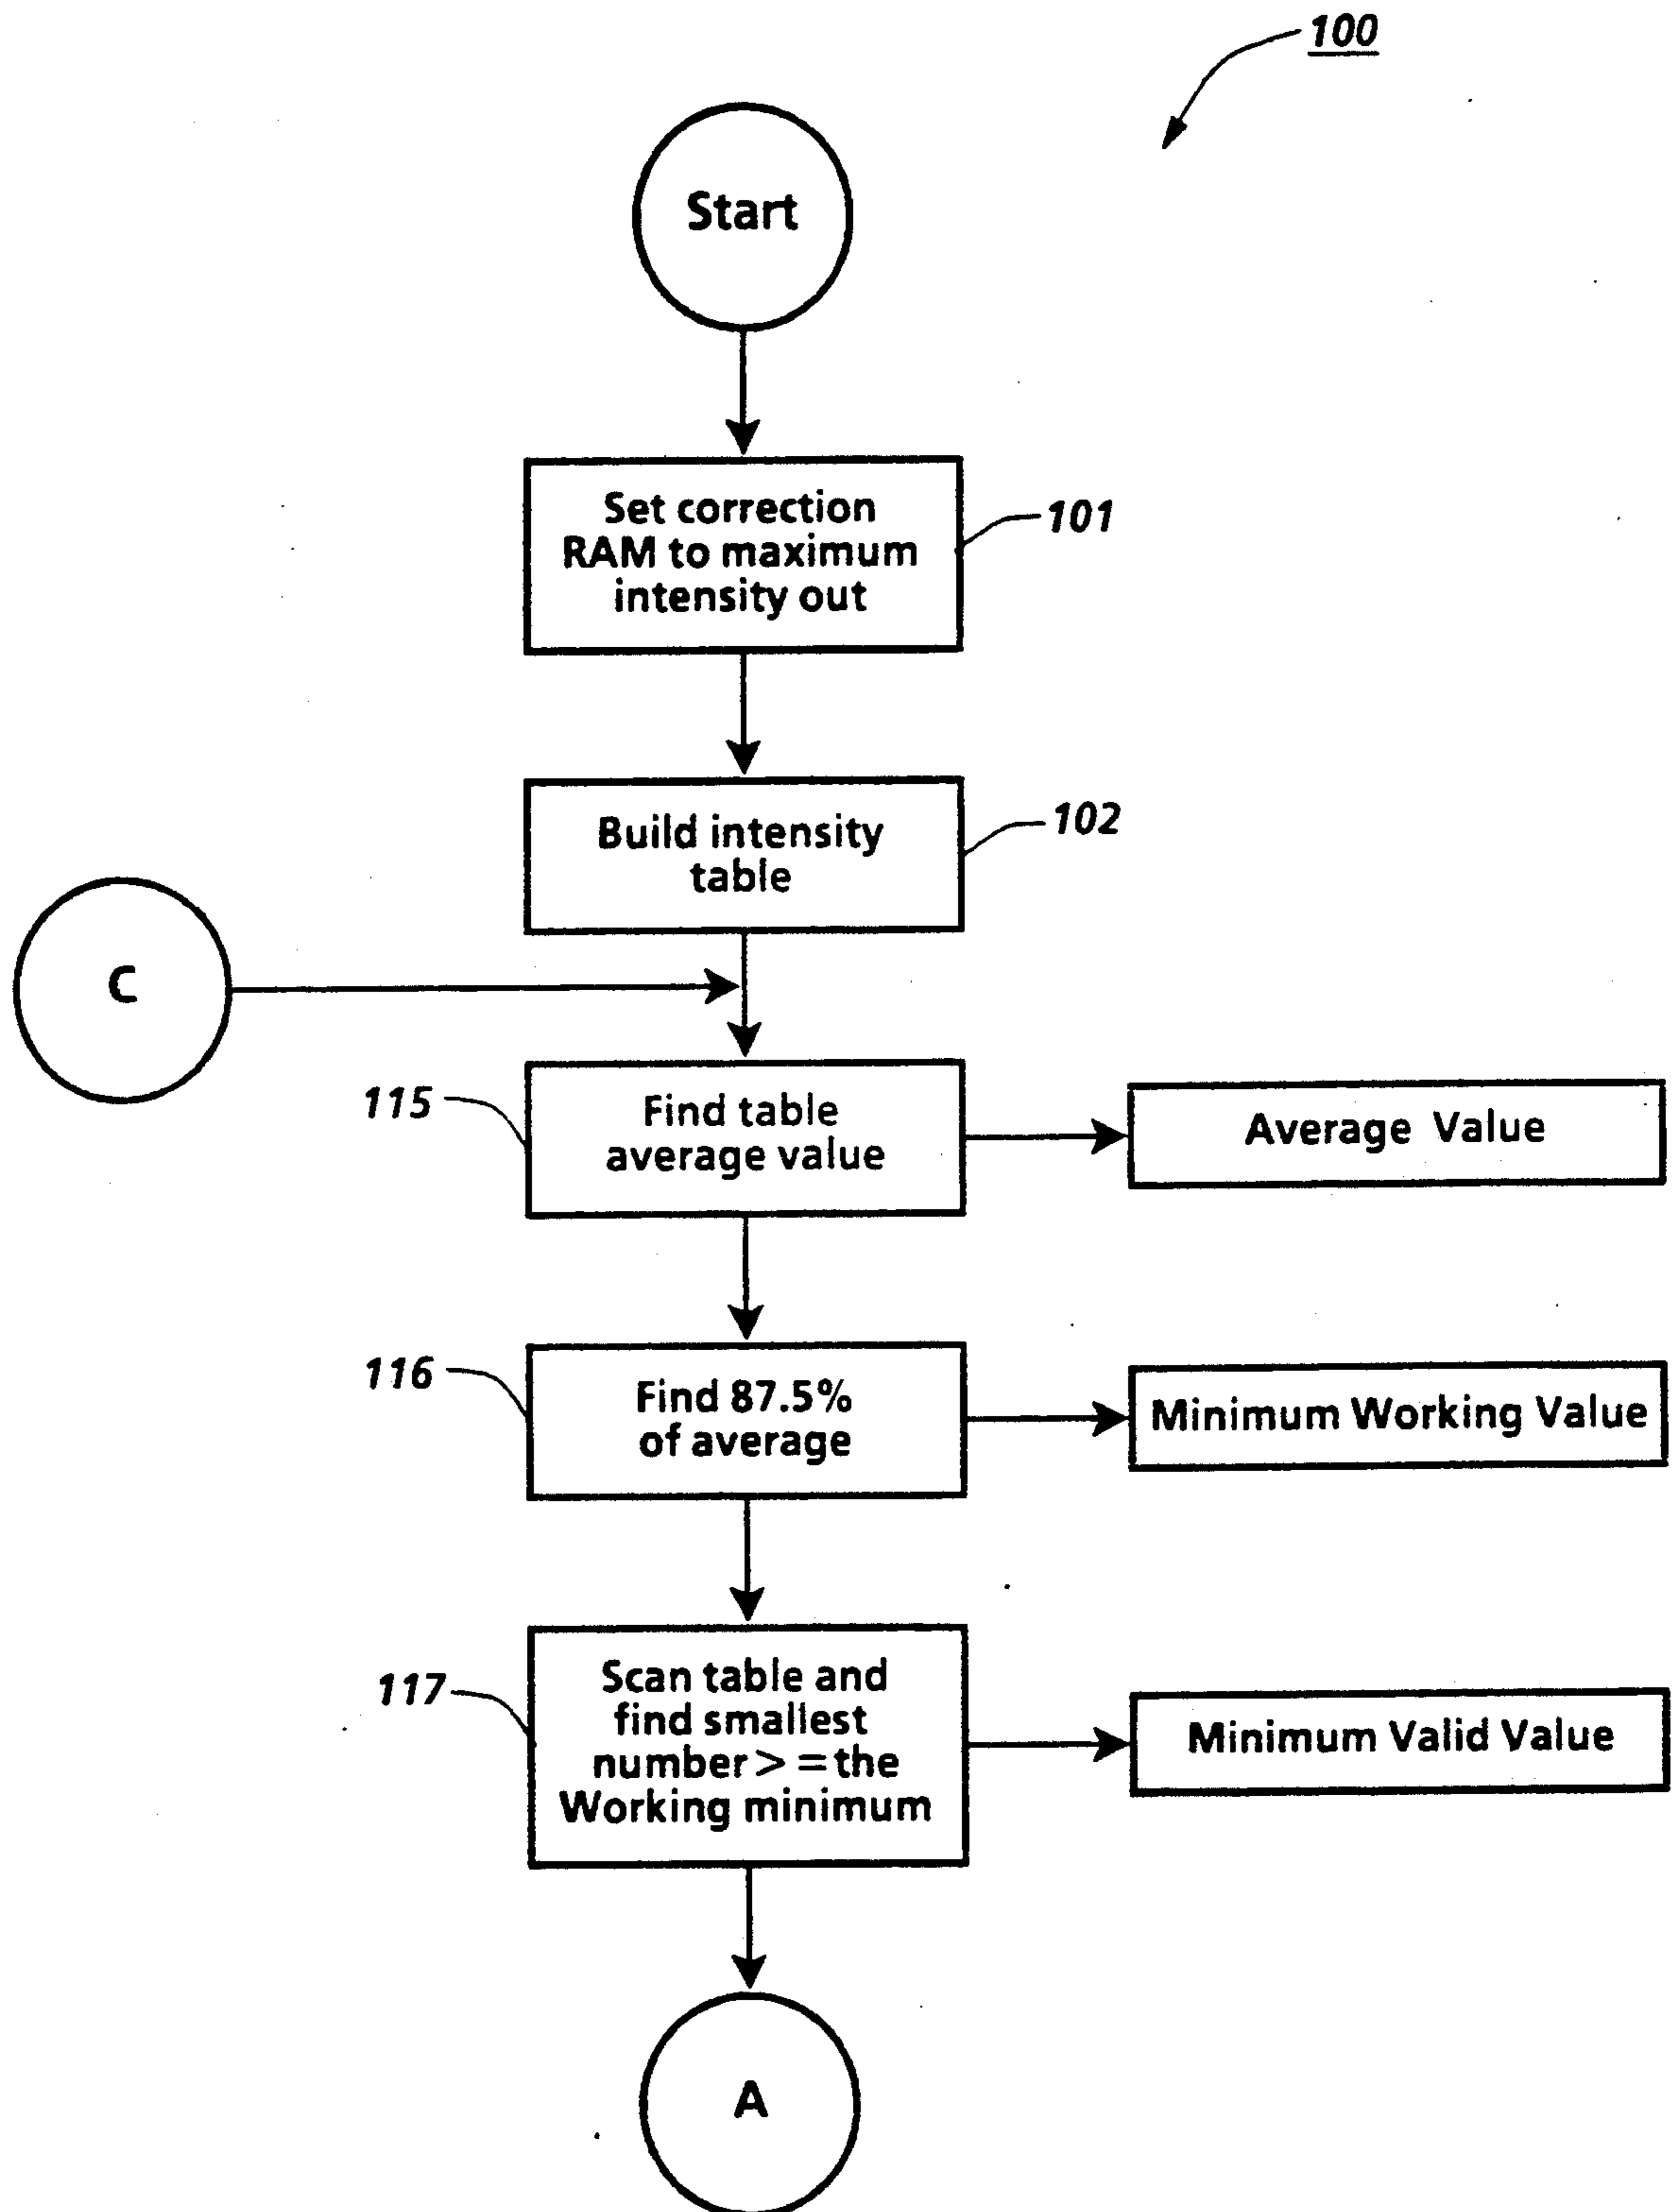 100
Start
Set correction
RAM to maximum
intensity out
101
Build intensity
table
102
C
115
Find table
average value
Average Value
116
Find 87.5%
of average
Minimum Working Value
117
Scan table and
find smallest
number > = the
Working minimum
Minimum Valid Value
A